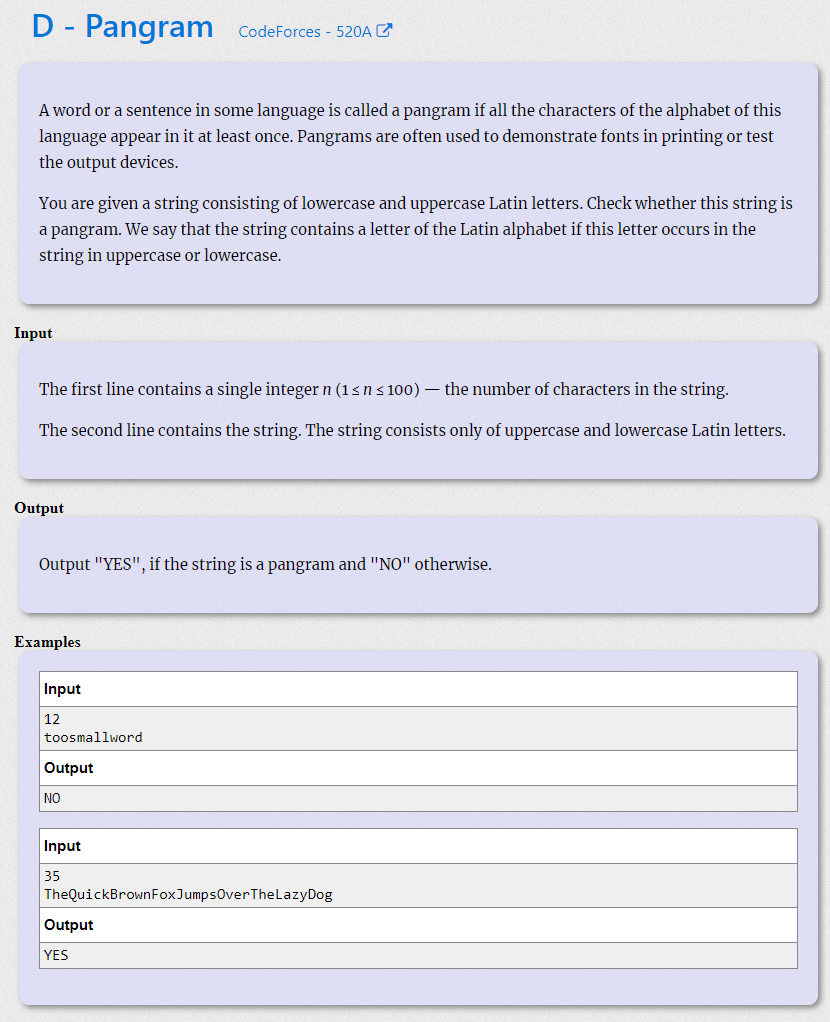 D - Pangram CodeForces - 520A
A word or a sentence in some language is called a pangram if all the characters of the alphabet of this
language appear in it at least once. Pangrams are often used to demonstrate fonts in printing or test
the output devices.
You are given a string consisting of lowercase and uppercase Latin letters. Check whether this string is
a pangram. We say that the string contains a letter of the Latin alphabet if this letter occurs in the
string in uppercase or lowercase.
Input
The first line contains a single integer n (1 ≤ n ≤ 100) — the number of characters in the string.
The second line contains the string. The string consists only of uppercase and lowercase Latin letters.
Output
Output "YES", if the string is a pangram and "NO" otherwise.
Examples
Input
12
toosmallword
Output
NO
Input
35
TheQuickBrownFoxJumpsOverTheLazyDog
Output
YES